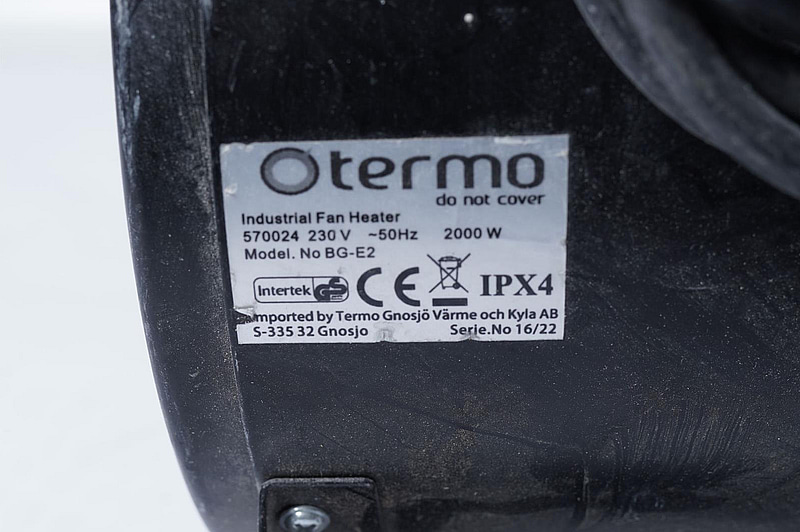 termo
do not cover
Industrial Fan Heater
570024 230 V ~50Hz 2000 W
Model. No BG-E2
Intertek GS CE IPX4
Imported by Termo Gnosjö Värme och Kyla AB
S-335 32 Gnosjo Serie.No 16/22